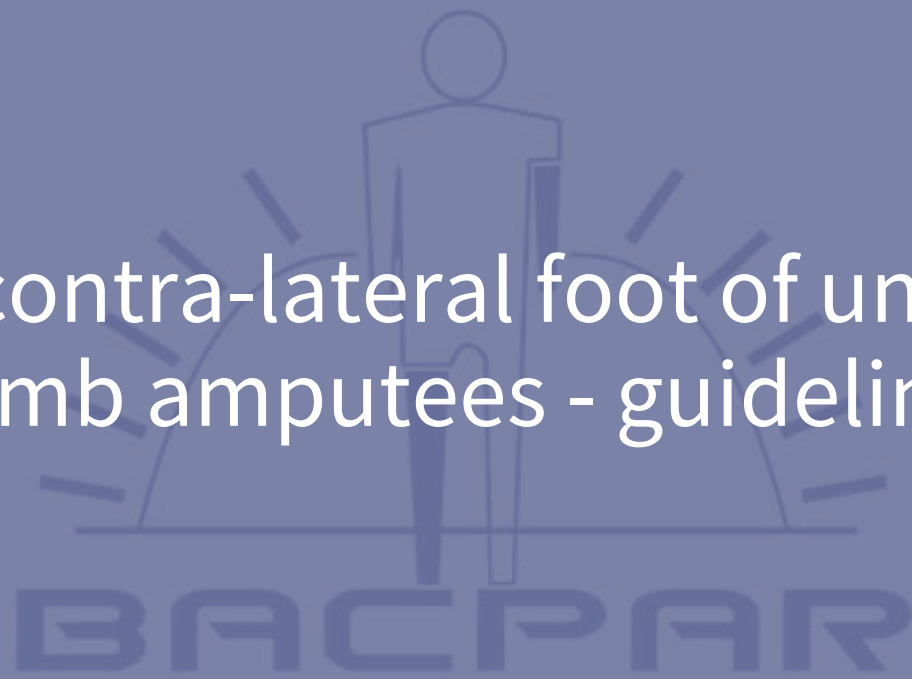 contra-lateral foot of un
mb amputees - guidelin
BACPAR